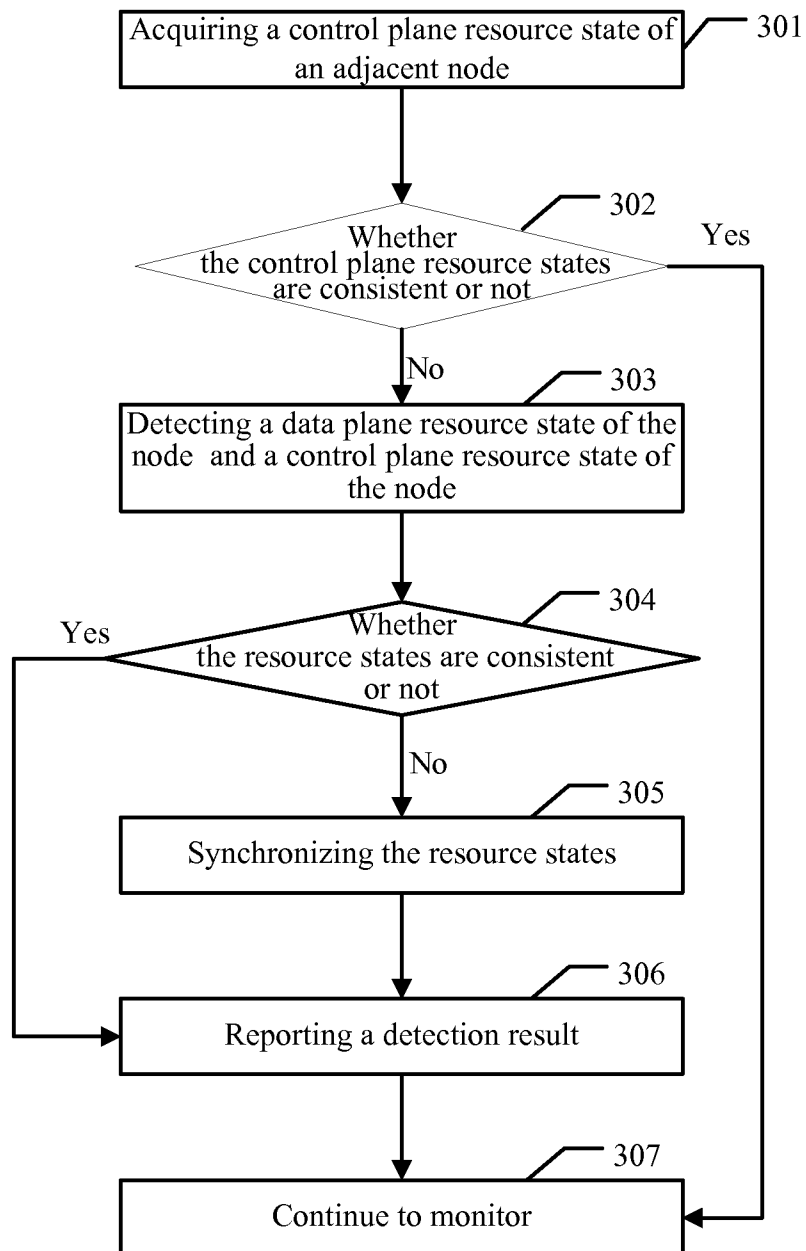 Acquiring a control plane resource state of
an adjacent node
301
302
Whether
the control plane resource states
are consistent or not
Yes
No
303
Detecting a data plane resource state of the
node and a control plane resource state of
the node
304
Yes
Whether
the resource states are consistent
or not
No
305
Synchronizing the resource states
306
Reporting a detection result
307
Continue to monitor